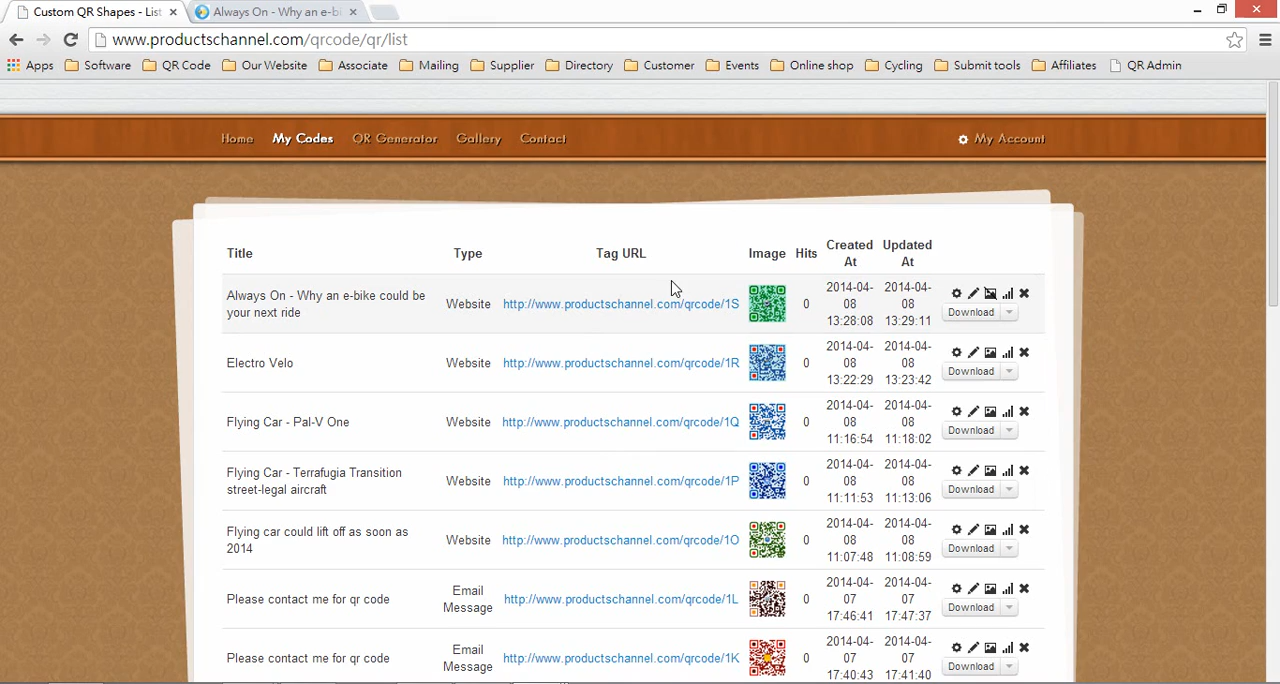 Custom QR Shapes - List
Always On - Why an e-bi
www.productschannel.com/qrcode/qr/list
Apps Software QR Code Our Website Associate Mailing Supplier Directory Customer Events Online shop Cycling Submit tools Affiliates QR Admin
Home My Codes QR Generator Gallery Contact My Account
Title Type Tag URL Image Hits Created At Updated At
Always On - Why an e-bike could be
your next ride
Website http://www.productschannel.com/qrcode/1S 0
2014-04-
08
13:28:08
2014-04-
08
13:29:11
Download
Electro Velo Website http://www.productschannel.com/qrcode/1R 0
2014-04-
08
13:22:29
2014-04-
08
13:23:42
Download
Flying Car - Pal-V One Website http://www.productschannel.com/qrcode/1Q 0
2014-04-
08
11:16:54
2014-04-
08
11:18:02
Download
Flying Car - Terrafugia Transition
street-legal aircraft
Website http://www.productschannel.com/qrcode/1P 0
2014-04-
08
11:11:53
2014-04-
08
11:13:06
Download
Flying car could lift off as soon as
2014
Website http://www.productschannel.com/qrcode/1O 0
2014-04-
08
11:07:48
2014-04-
08
11:08:59
Download
Please contact me for qr code
Email
Message
http://www.productschannel.com/qrcode/1L 0
2014-04-
07
17:46:41
2014-04-
07
17:47:37
Download
Please contact me for qr code
Email
Message
http://www.productschannel.com/qrcode/1K 0
2014-04-
07
17:40:43
2014-04-
07
17:41:40
Download